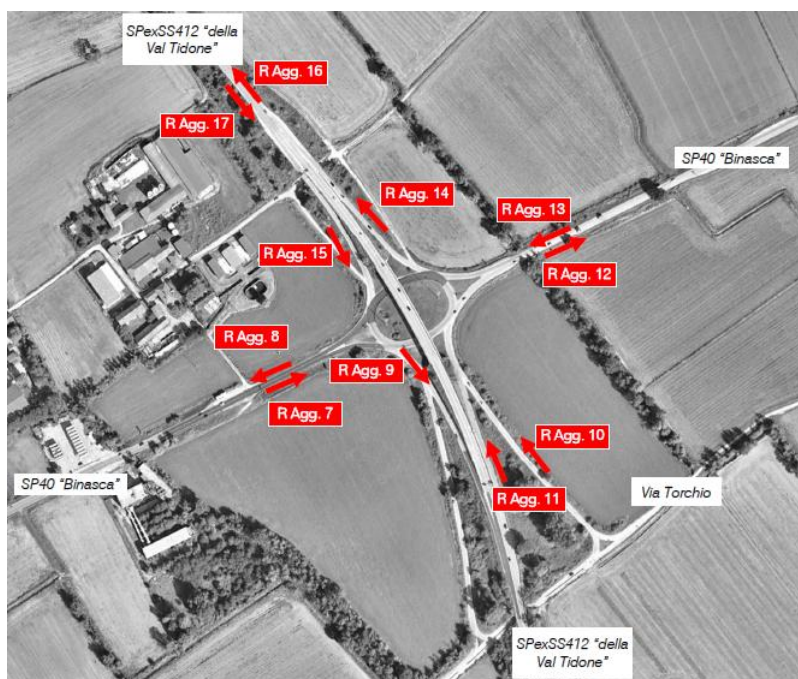 SPexSS412 “della
Val Tidone”
R Agg. 16
R Agg. 17
SP40 “Binasca”
R Agg. 14
R Agg. 13
R Agg. 15
R Agg. 12
R Agg. 8
R Agg. 9
R Agg. 7
R Agg. 10
SP40 “Binasca”
R Agg. 11
Via Torchio
SPexSS412 “della
Val Tidone”